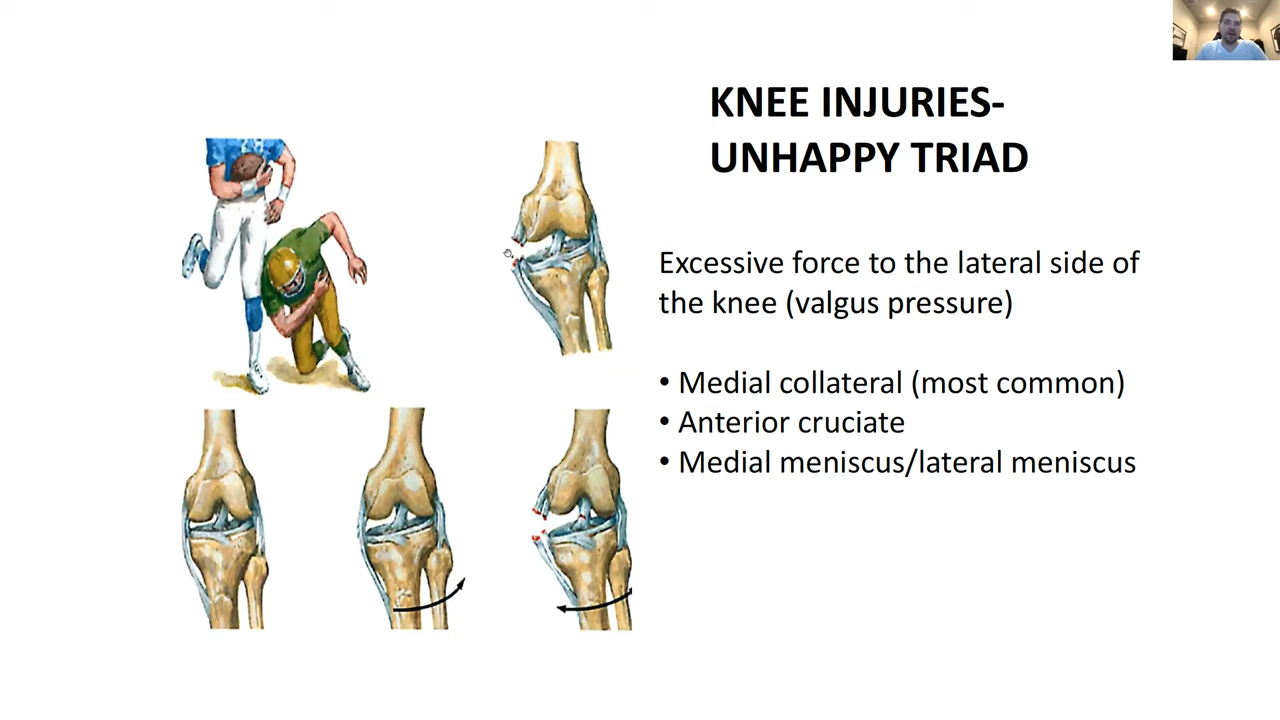 KNEE INJURIES-
UNHAPPY TRIAD
Excessive force to the lateral side of
the knee (valgus pressure)
• Medial collateral (most common)
• Anterior cruciate
• Medial meniscus/lateral meniscus